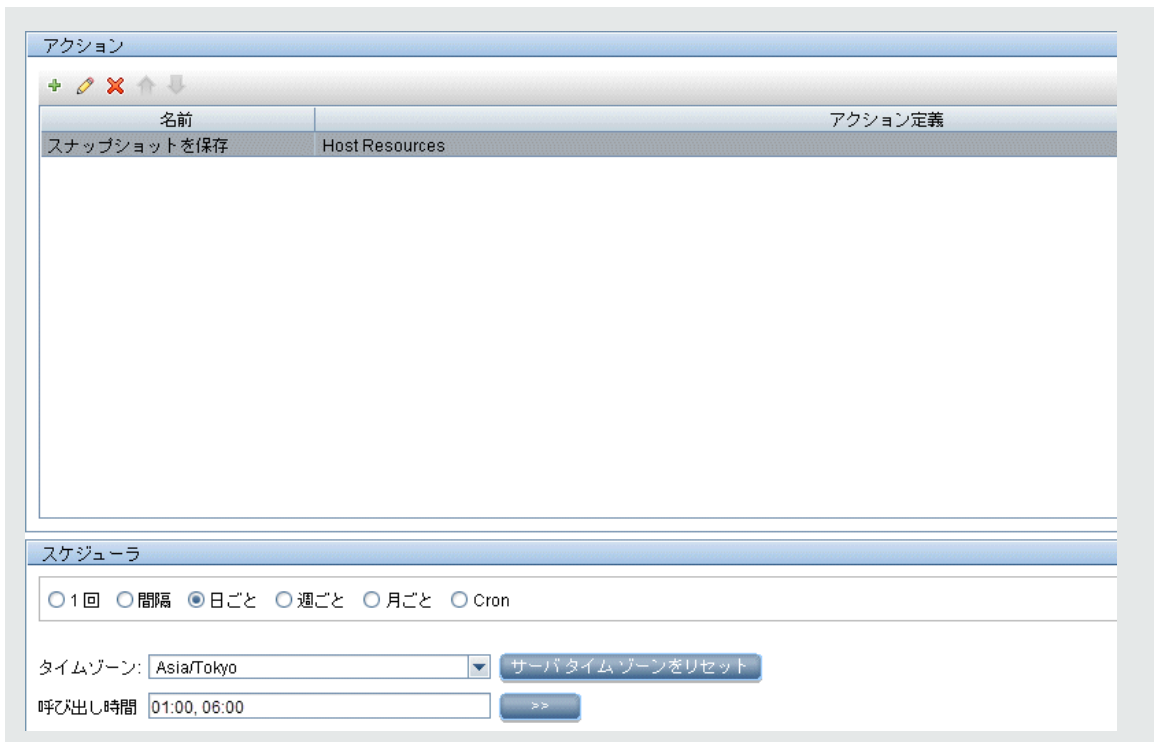 アクション
名前 アクション定義
スナップショットを保存 Host Resources
スケジューラ
1回 間隔 日ごと 週ごと 月ごと Cron
タイムゾーン: Asia/Tokyo サーバタイムゾーンをリセット
呼び出し時間 01:00, 06:00 >>